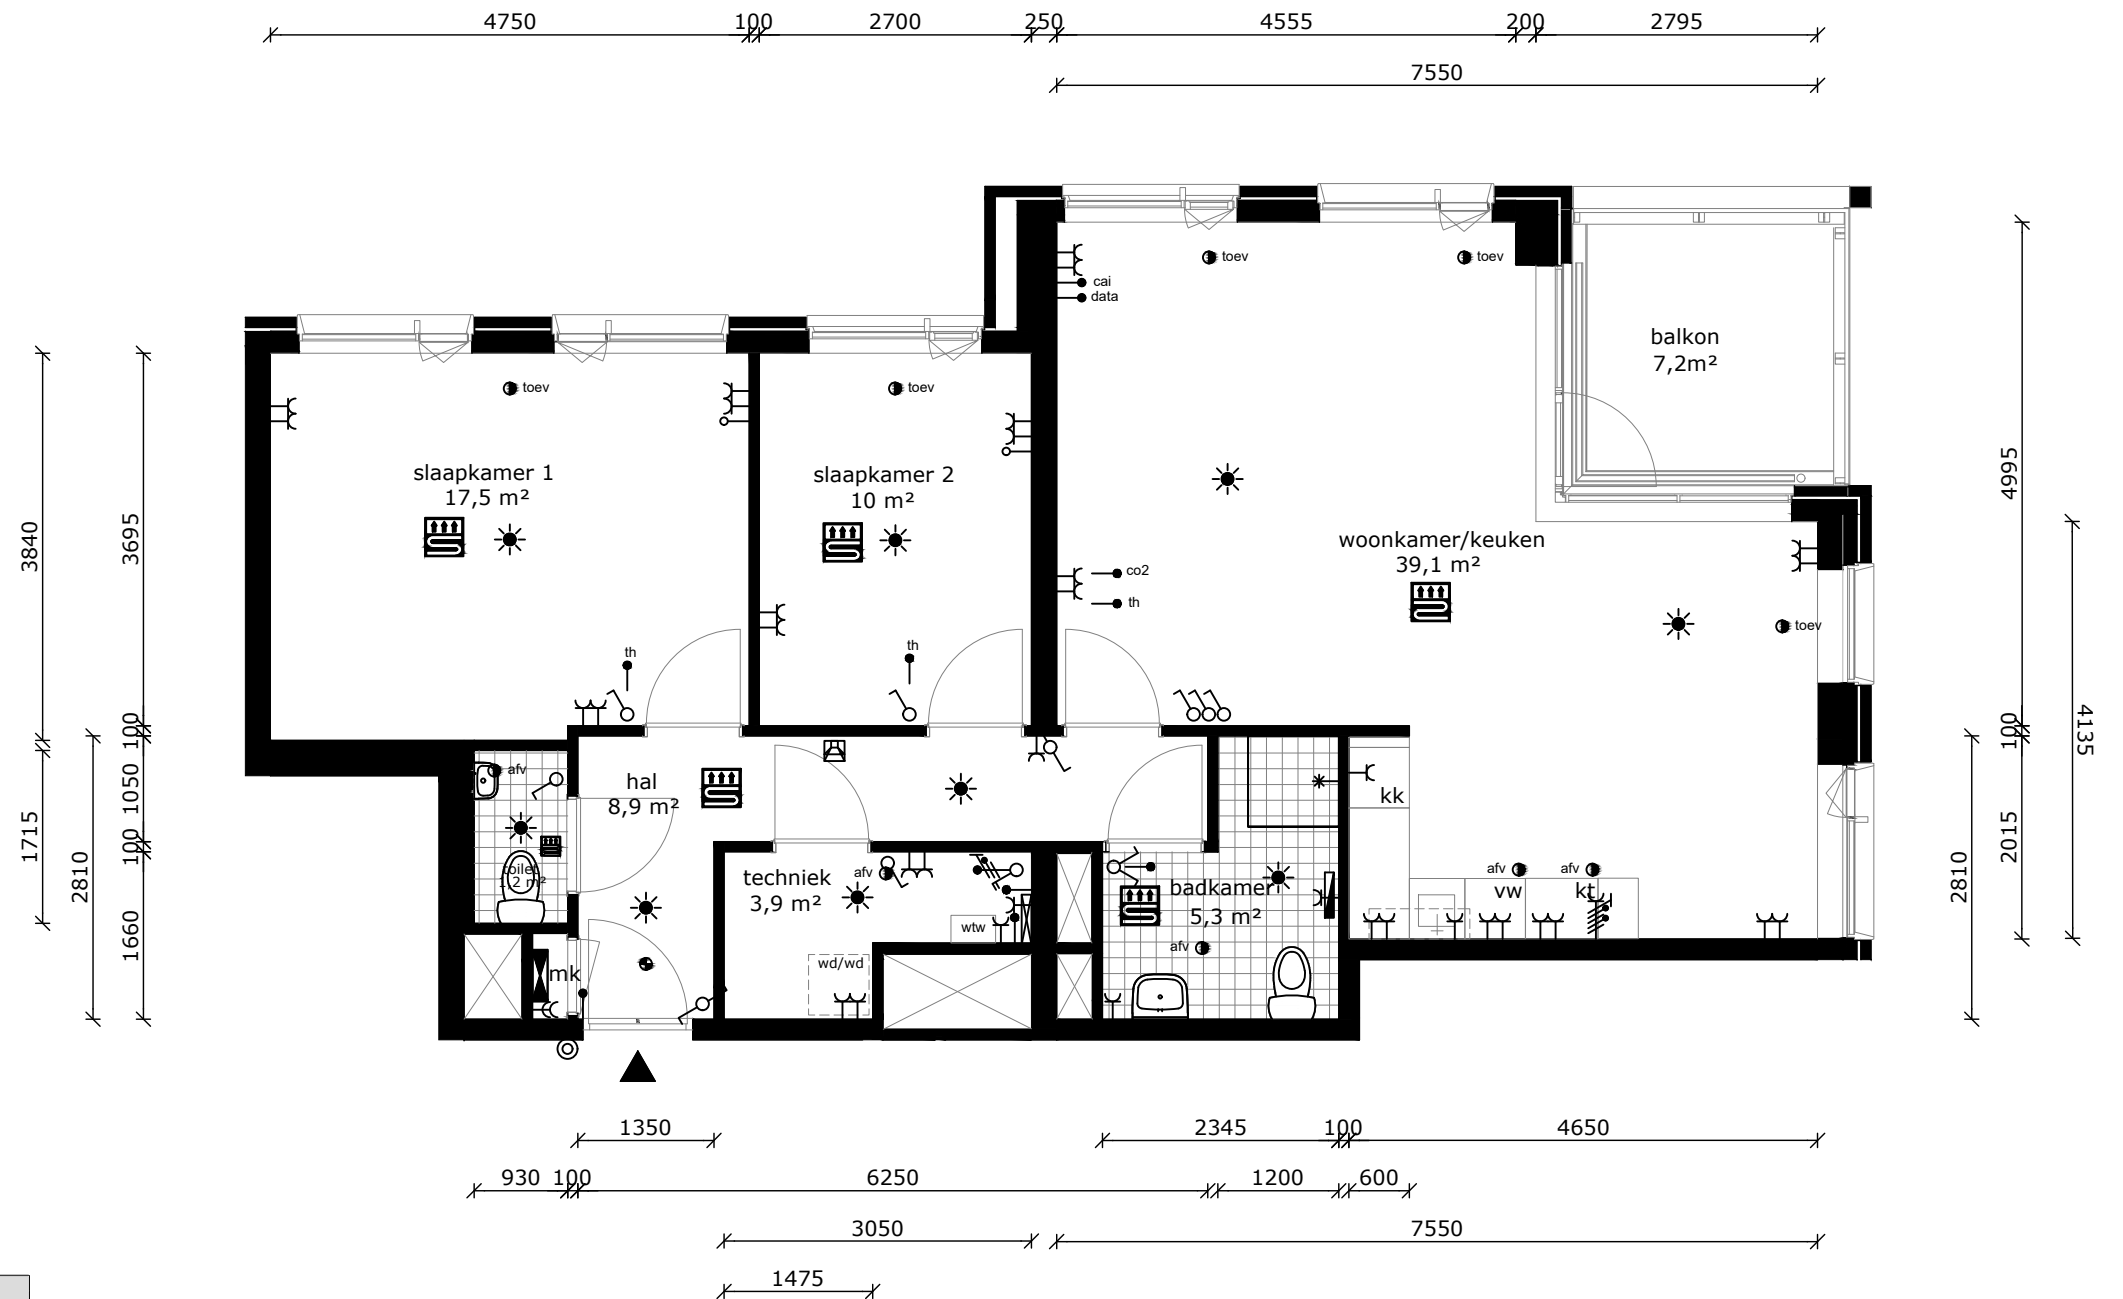 4750 100 2700 250 4555 200 2795
7550
toev toev
cai
data
balkon
7,2m²
toev toev
slaapkamer 1
17,5 m²
slaapkamer 2
10 m²
woonkamer/keuken
39,1 m²
co2
th
toev
th
th
3840
3695
4995
4135
100
1050
100
1660
1715
2810
100
2015
2810
afv
hal
8,9 m²
kk
toilet
1,2 m²
techniek
3,9 m²
afv
badkamer
5,3 m²
afv
afv
vw
afv
kt
wtw
wd/wd
mk
1350 2345 100 4650
930 100 6250 1200 600
3050 7550
1475